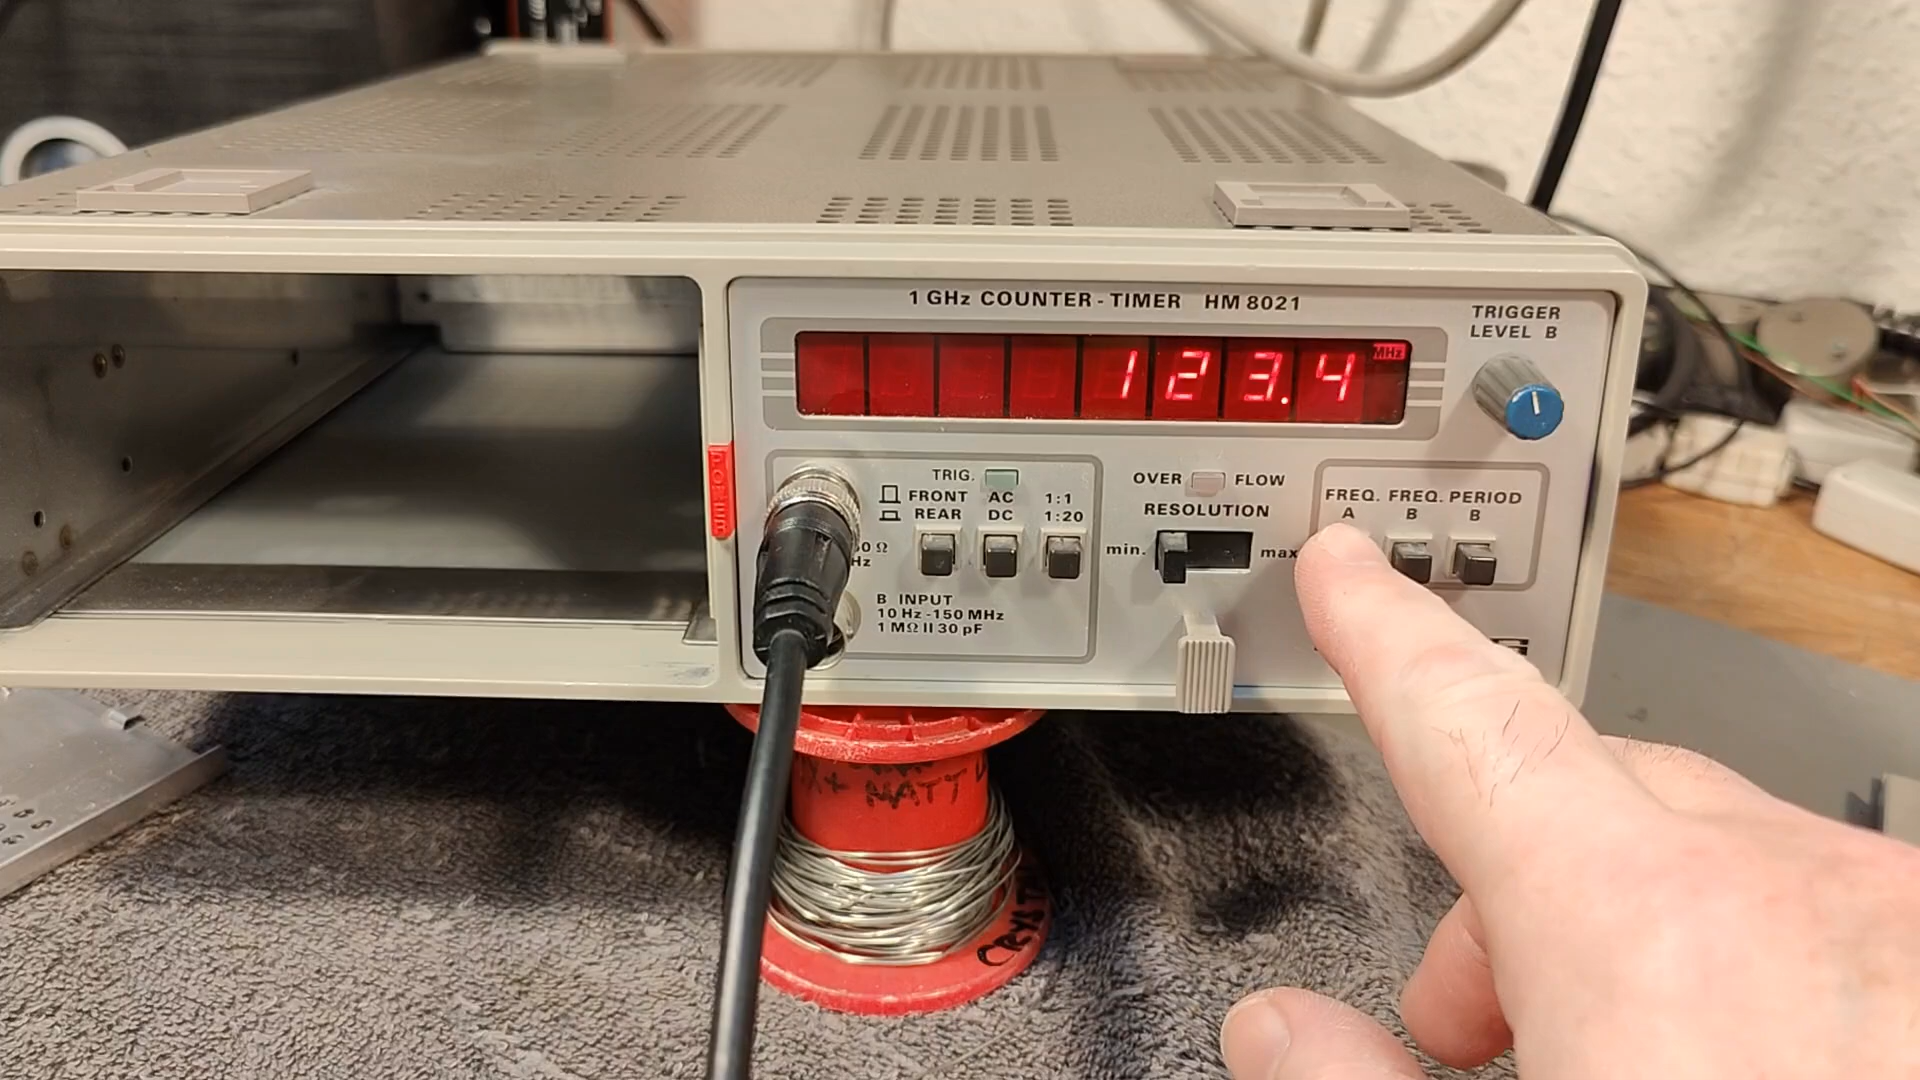 1 GHz COUNTER - TIMER HM 8021
TRIGGER
LEVEL B
123.4
MHz
POWER
TRIG.
FRONT AC 1:1
REAR DC 1:20
OVER FLOW
RESOLUTION
min. max
FREQ. FREQ. PERIOD
A B B
B INPUT
10 Hz - 150 MHz
1 MΩ II 30 pF
MATT